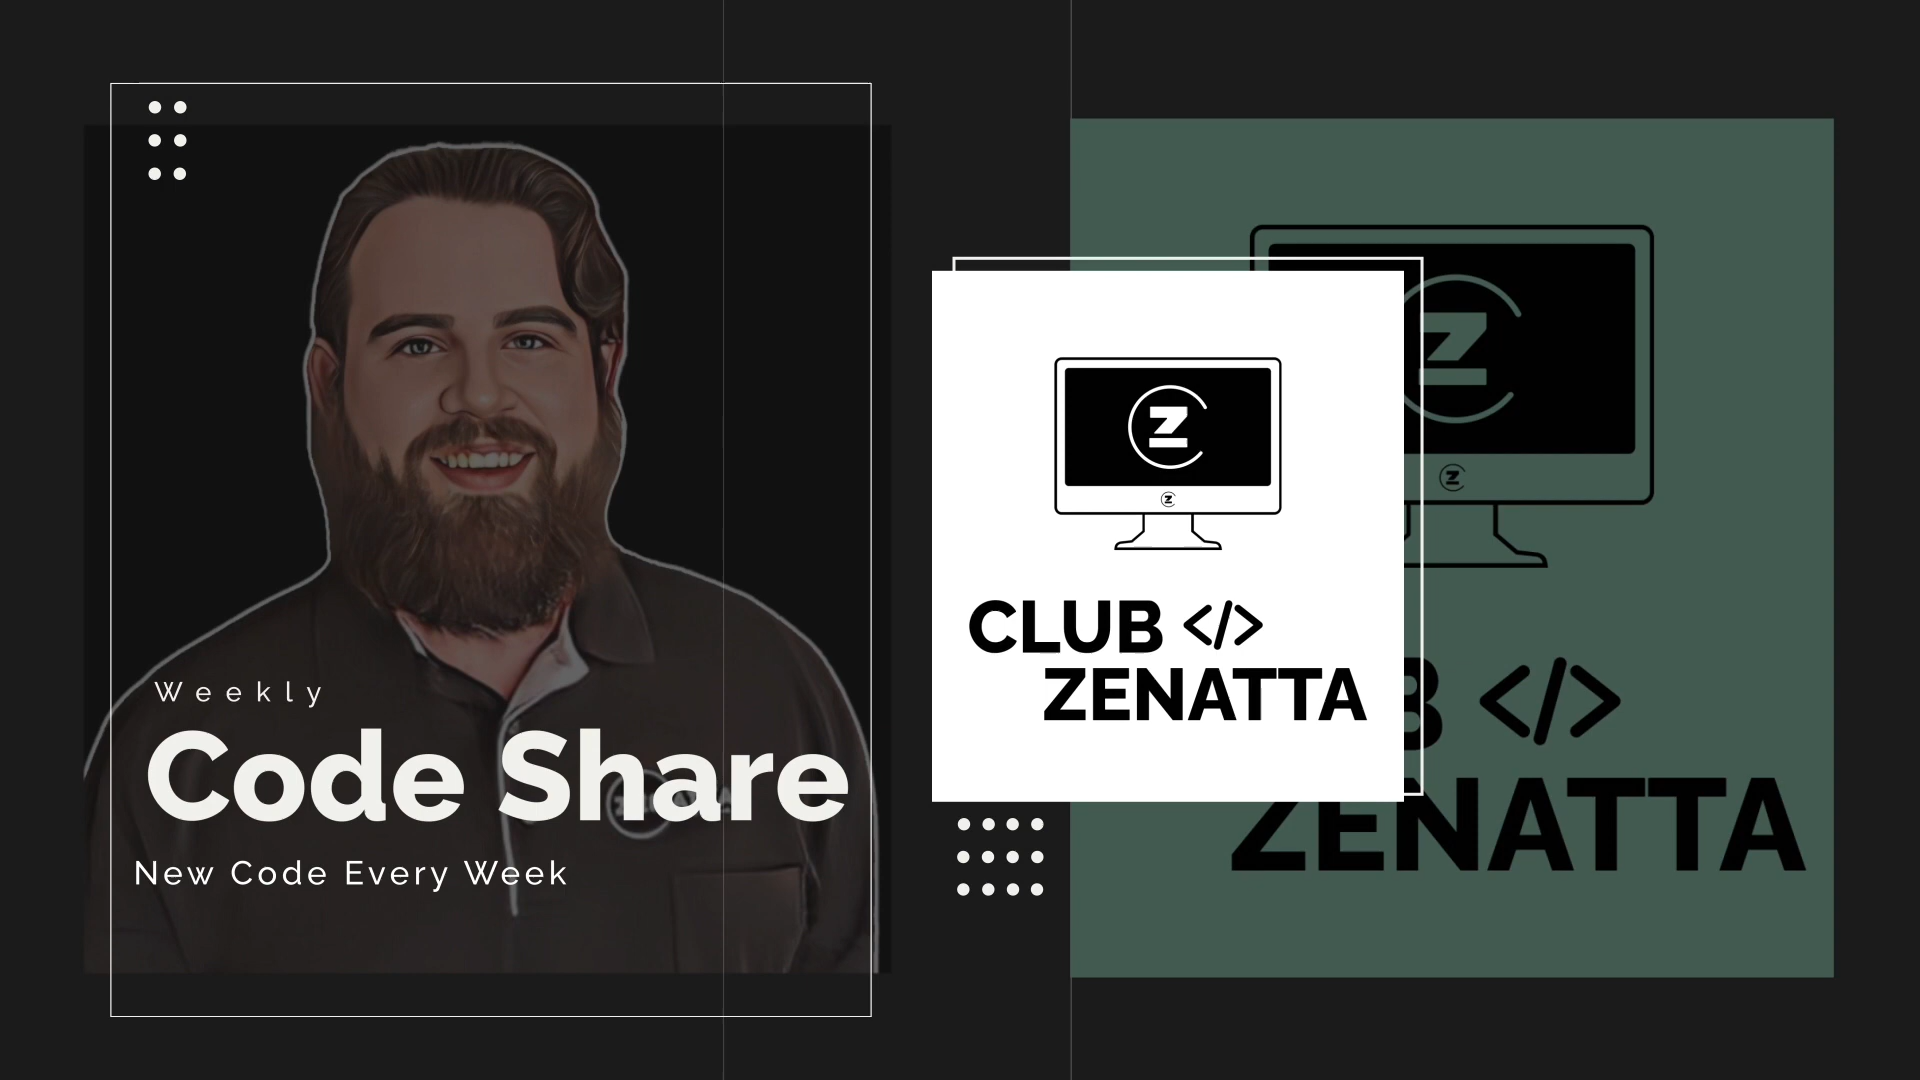 Weekly
Code Share
New Code Every Week
Z
Z
CLUB </>
ZENATTA
Z
Z
B </>
ZENATTA